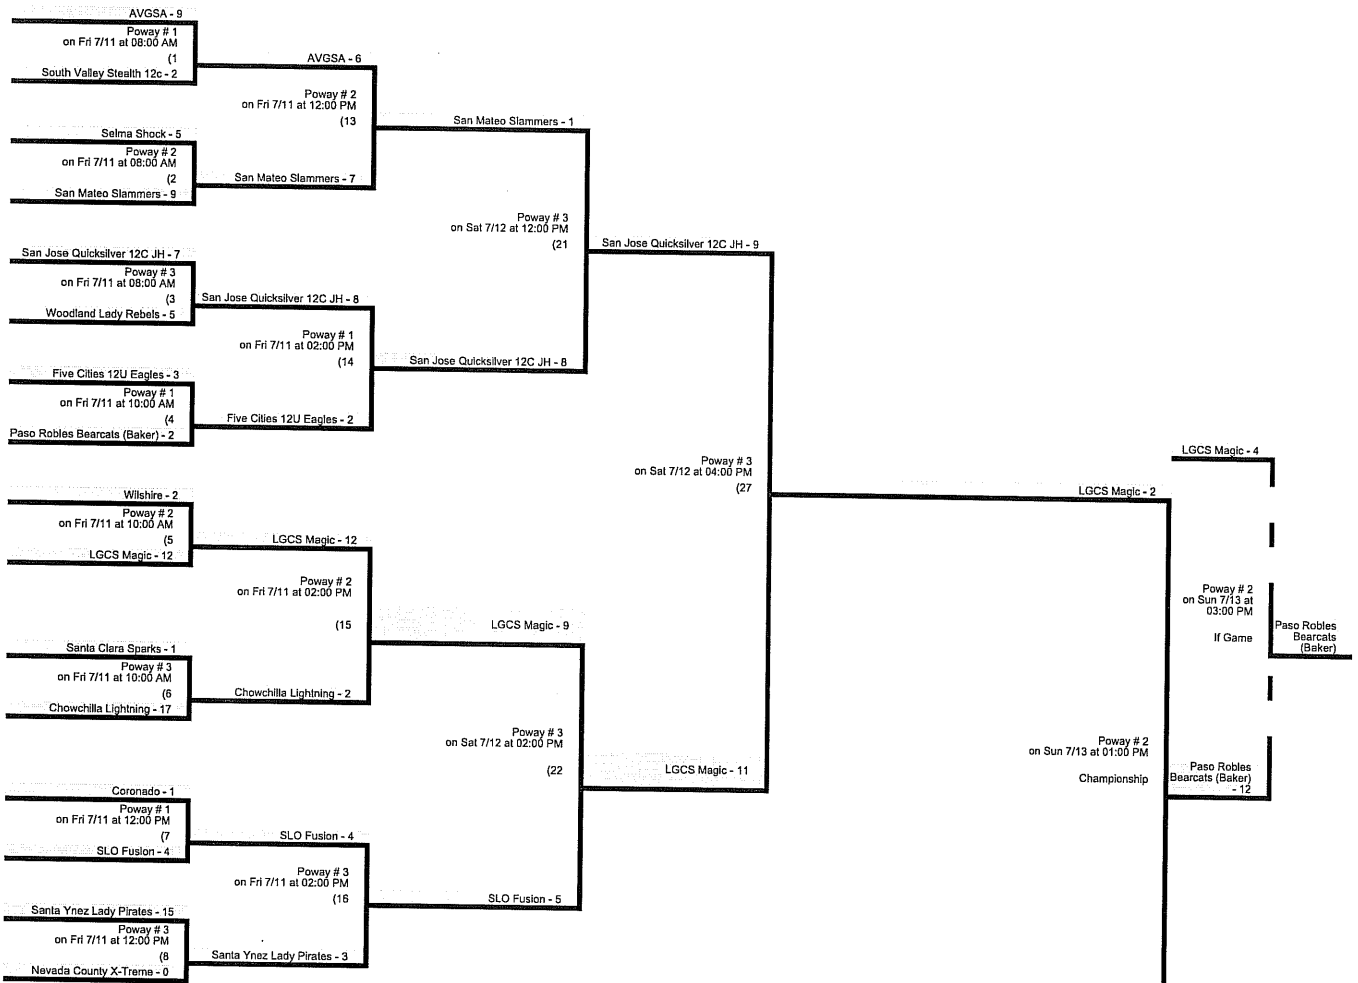 AVGSA - 9
Poway # 1
on Fri 7/11 at 08:00 AM
(1
South Valley Stealth 12c - 2
Selma Shock - 5
Poway # 2
on Fri 7/11 at 08:00 AM
(2
San Mateo Slammers - 9
San Jose Quicksilver 12C JH - 7
Poway # 3
on Fri 7/11 at 08:00 AM
(3
Woodland Lady Rebels - 5
Five Cities 12U Eagles - 3
Poway # 1
on Fri 7/11 at 10:00 AM
(4
Paso Robles Bearcats (Baker) - 2
Wilshire - 2
Poway # 2
on Fri 7/11 at 10:00 AM
(5
LGCS Magic - 12
Santa Clara Sparks - 1
Poway # 3
on Fri 7/11 at 10:00 AM
(6
Chowchilla Lightning - 17
Coronado - 1
Poway # 1
on Fri 7/11 at 12:00 PM
(7
SLO Fusion - 4
Santa Ynez Lady Pirates - 15
Poway # 3
on Fri 7/11 at 12:00 PM
(8
Nevada County X-Treme - 0
AVGSA - 6
Poway # 2
on Fri 7/11 at 12:00 PM
(13
San Mateo Slammers - 7
San Jose Quicksilver 12C JH - 8
Poway # 1
on Fri 7/11 at 02:00 PM
(14
Five Cities 12U Eagles - 2
LGCS Magic - 12
Poway # 2
on Fri 7/11 at 02:00 PM
(15
Chowchilla Lightning - 2
SLO Fusion - 4
Poway # 3
on Fri 7/11 at 02:00 PM
(16
Santa Ynez Lady Pirates - 3
San Mateo Slammers - 1
Poway # 3
on Sat 7/12 at 12:00 PM
(21
San Jose Quicksilver 12C JH - 8
LGCS Magic - 9
Poway # 3
on Sat 7/12 at 02:00 PM
(22
SLO Fusion - 5
San Jose Quicksilver 12C JH - 9
Poway # 3
on Sat 7/12 at 04:00 PM
(27
LGCS Magic - 11
LGCS Magic - 2
Poway # 2
on Sun 7/13 at 01:00 PM
Championship
LGCS Magic - 4
Poway # 2
on Sun 7/13 at
03:00 PM
If Game
Paso Robles
Bearcats (Baker)
- 12
Paso Robles
Bearcats
(Baker)